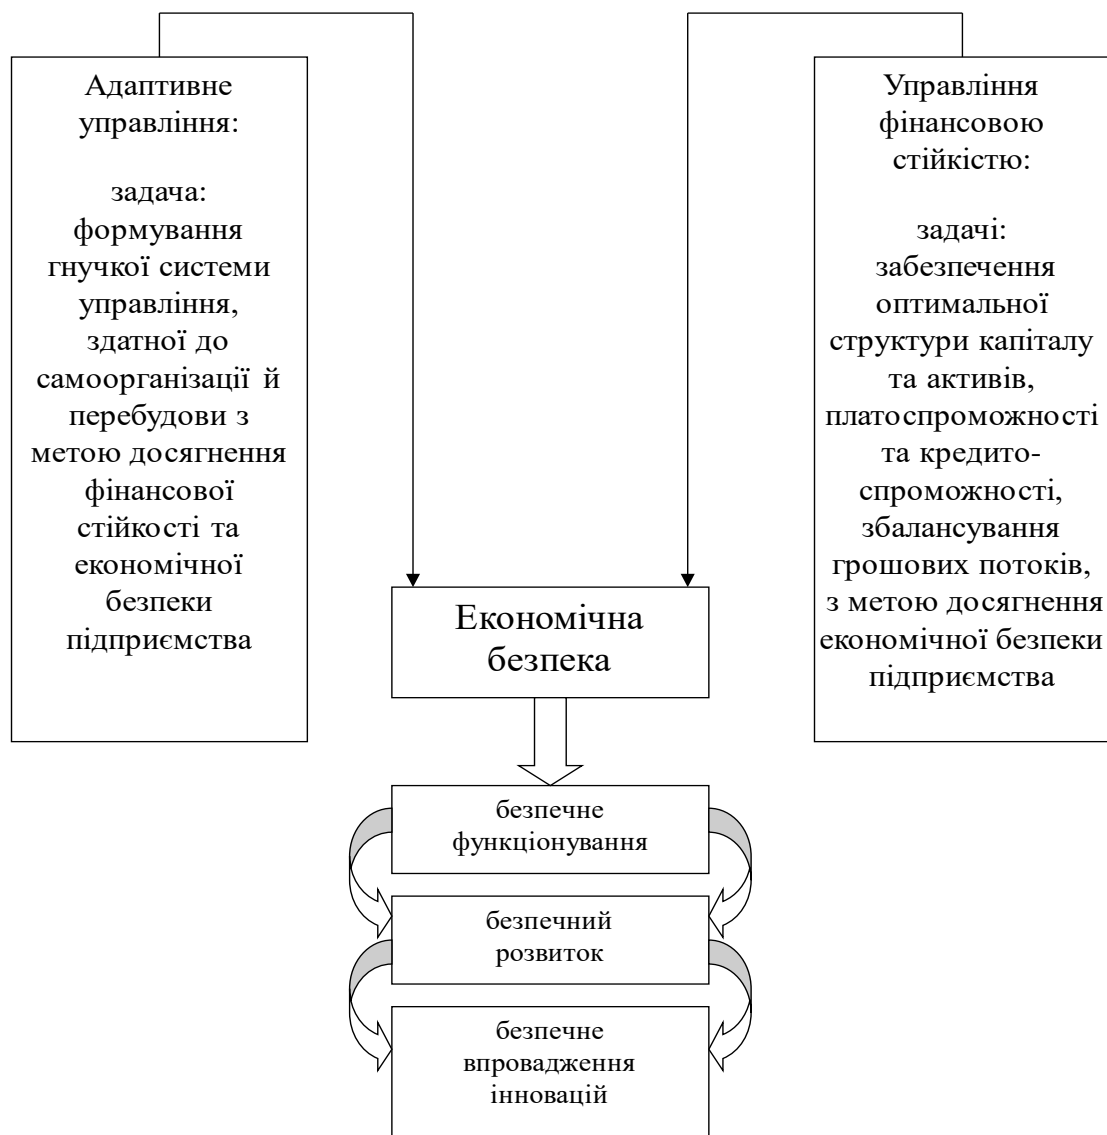 Адаптивне
управління:
задача:
формування
гнучкої системи
управління,
здатної до
самоорганізації й
перебудови з
метою досягнення
фінансової
стійкості та
економічної
безпеки
підприємства
Управління
фінансовою
стійкістю:
задачі:
забезпечення
оптимальної
структури капіталу
та активів,
платоспроможності
та кредито-
спроможності,
збалансування
грошових потоків,
з метою досягнення
економічної безпеки
підприємства
Економічна
безпека
безпечне
функціонування
безпечний
розвиток
безпечне
впровадження
інновацій